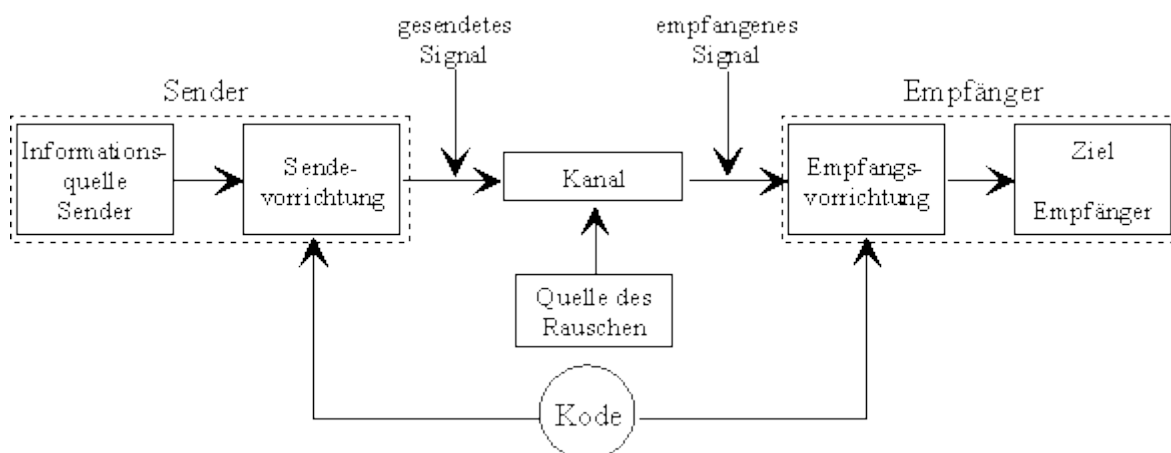 gesendetes
Signal
empfangenes
Signal
Sender
Empfänger
Informations-
quelle
Sender
Sende-
vorrichtung
Kanal
Empfangs-
vorrichtung
Ziel
Empfänger
Quelle des
Rauschen
Kode